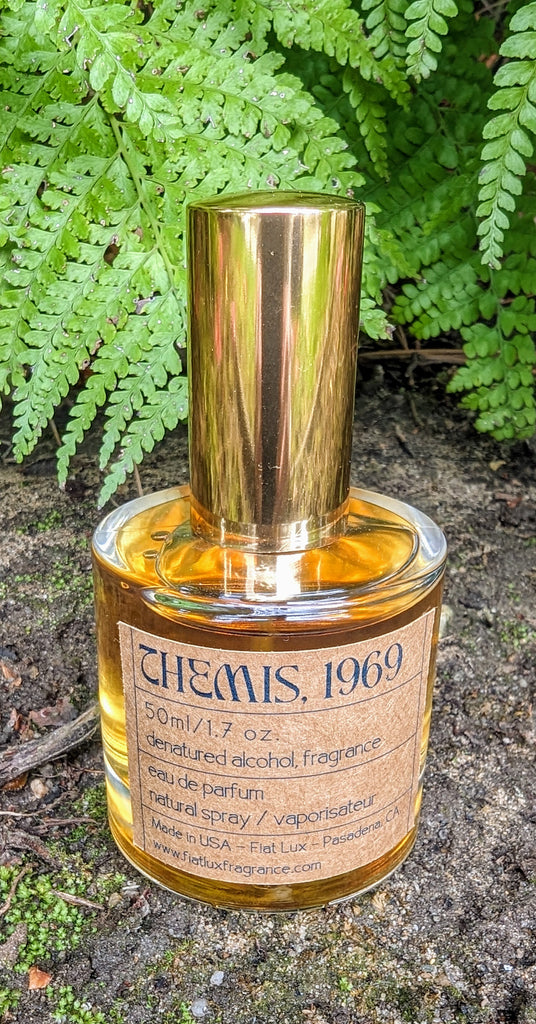 THEMIS, 1969
50ml/1.7 oz.
denatured alcohol, fragrance
eau de parfum
natural spray / vaporisateur
Made in USA – Fiat Lux – Pasadena, CA
www.fiatluxfragrance.com